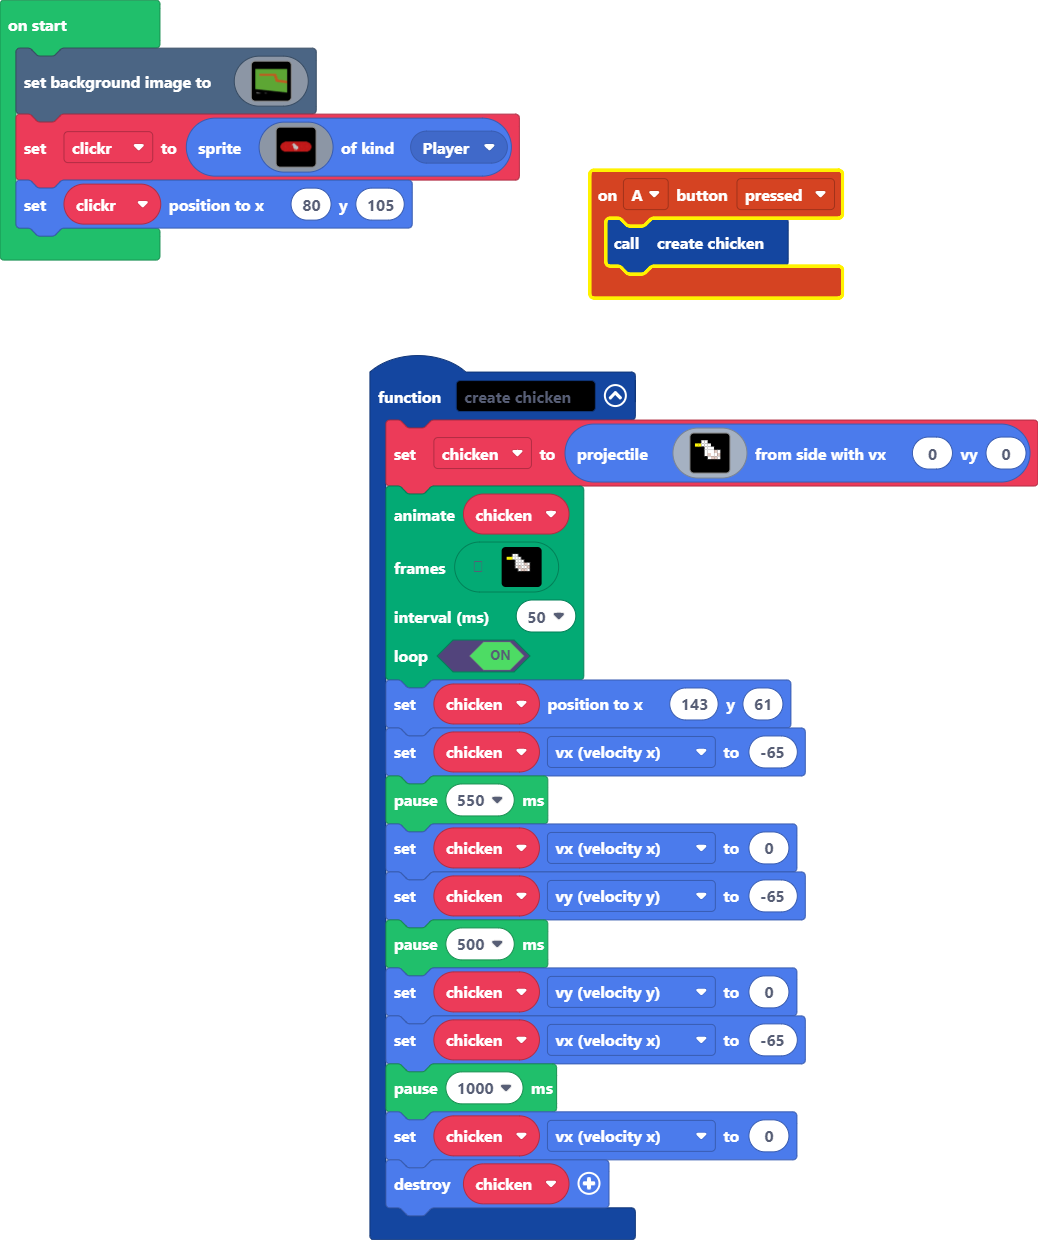 on start
set background image to
set clickr to sprite of kind Player
set clickr position to x 80 y 105
on A button pressed
call create chicken
function create chicken
set chicken to projectile from side with vx 0 vy 0
animate chicken
frames
interval (ms) 50
loop ON
set chicken position to x 143 y 61
set chicken vx (velocity x) to -65
pause 550 ms
set chicken vx (velocity x) to 0
set chicken vy (velocity y) to -65
pause 500 ms
set chicken vy (velocity y) to 0
set chicken vx (velocity x) to -65
pause 1000 ms
set chicken vx (velocity x) to 0
destroy chicken